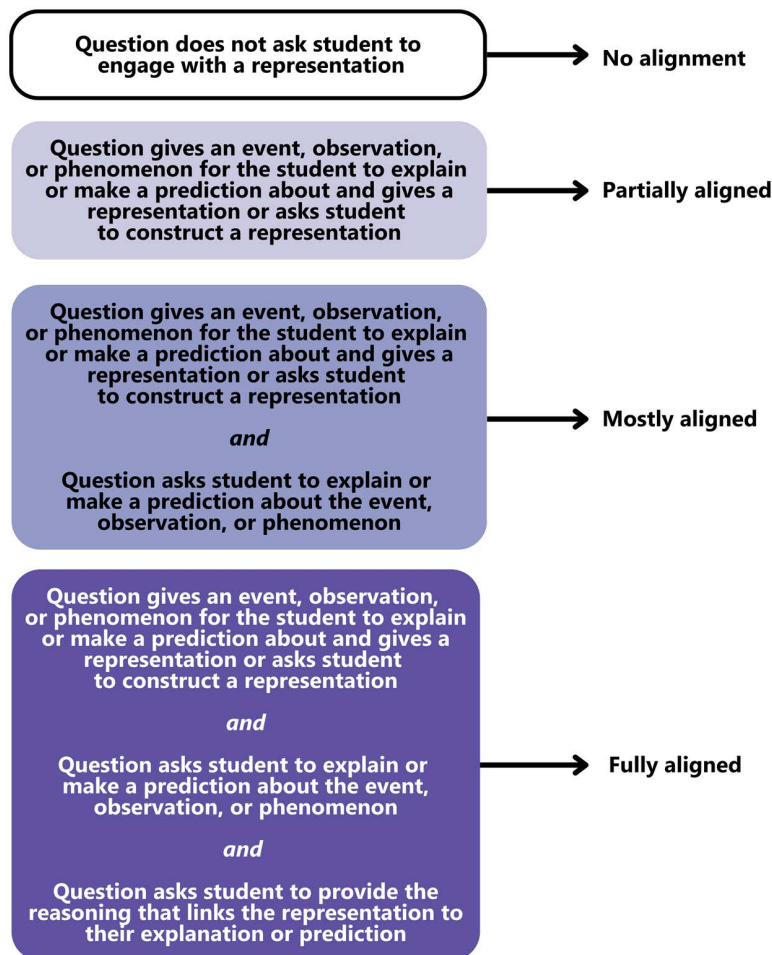 Question does not ask student to
engage with a representation
No alignment
Question gives an event, observation,
or phenomenon for the student to explain
or make a prediction about and gives a
representation or asks student
to construct a representation
Partially aligned
Question gives an event, observation,
or phenomenon for the student to explain
or make a prediction about and gives a
representation or asks student
to construct a representation
and
Question asks student to explain or
make a prediction about the event,
observation, or phenomenon
Mostly aligned
Question gives an event, observation,
or phenomenon for the student to explain
or make a prediction about and gives a
representation or asks student
to construct a representation
and
Question asks student to explain or
make a prediction about the event,
observation, or phenomenon
and
Question asks student to provide the
reasoning that links the representation to
their explanation or prediction
Fully aligned